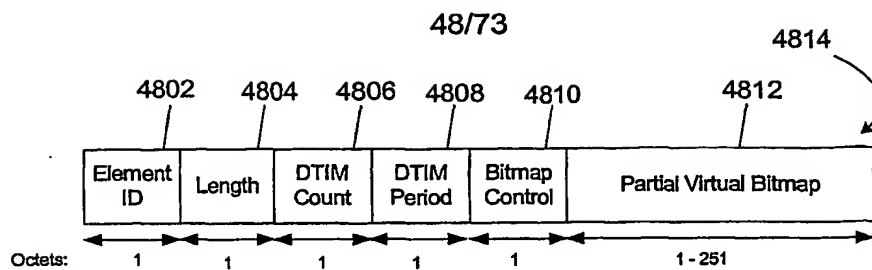 48/73
4814
4802 4804 4806 4808 4810 4812
Element ID Length DTIM Count DTIM Period Bitmap Control Partial Virtual Bitmap
Octets: 1 1 1 1 1 1 - 251